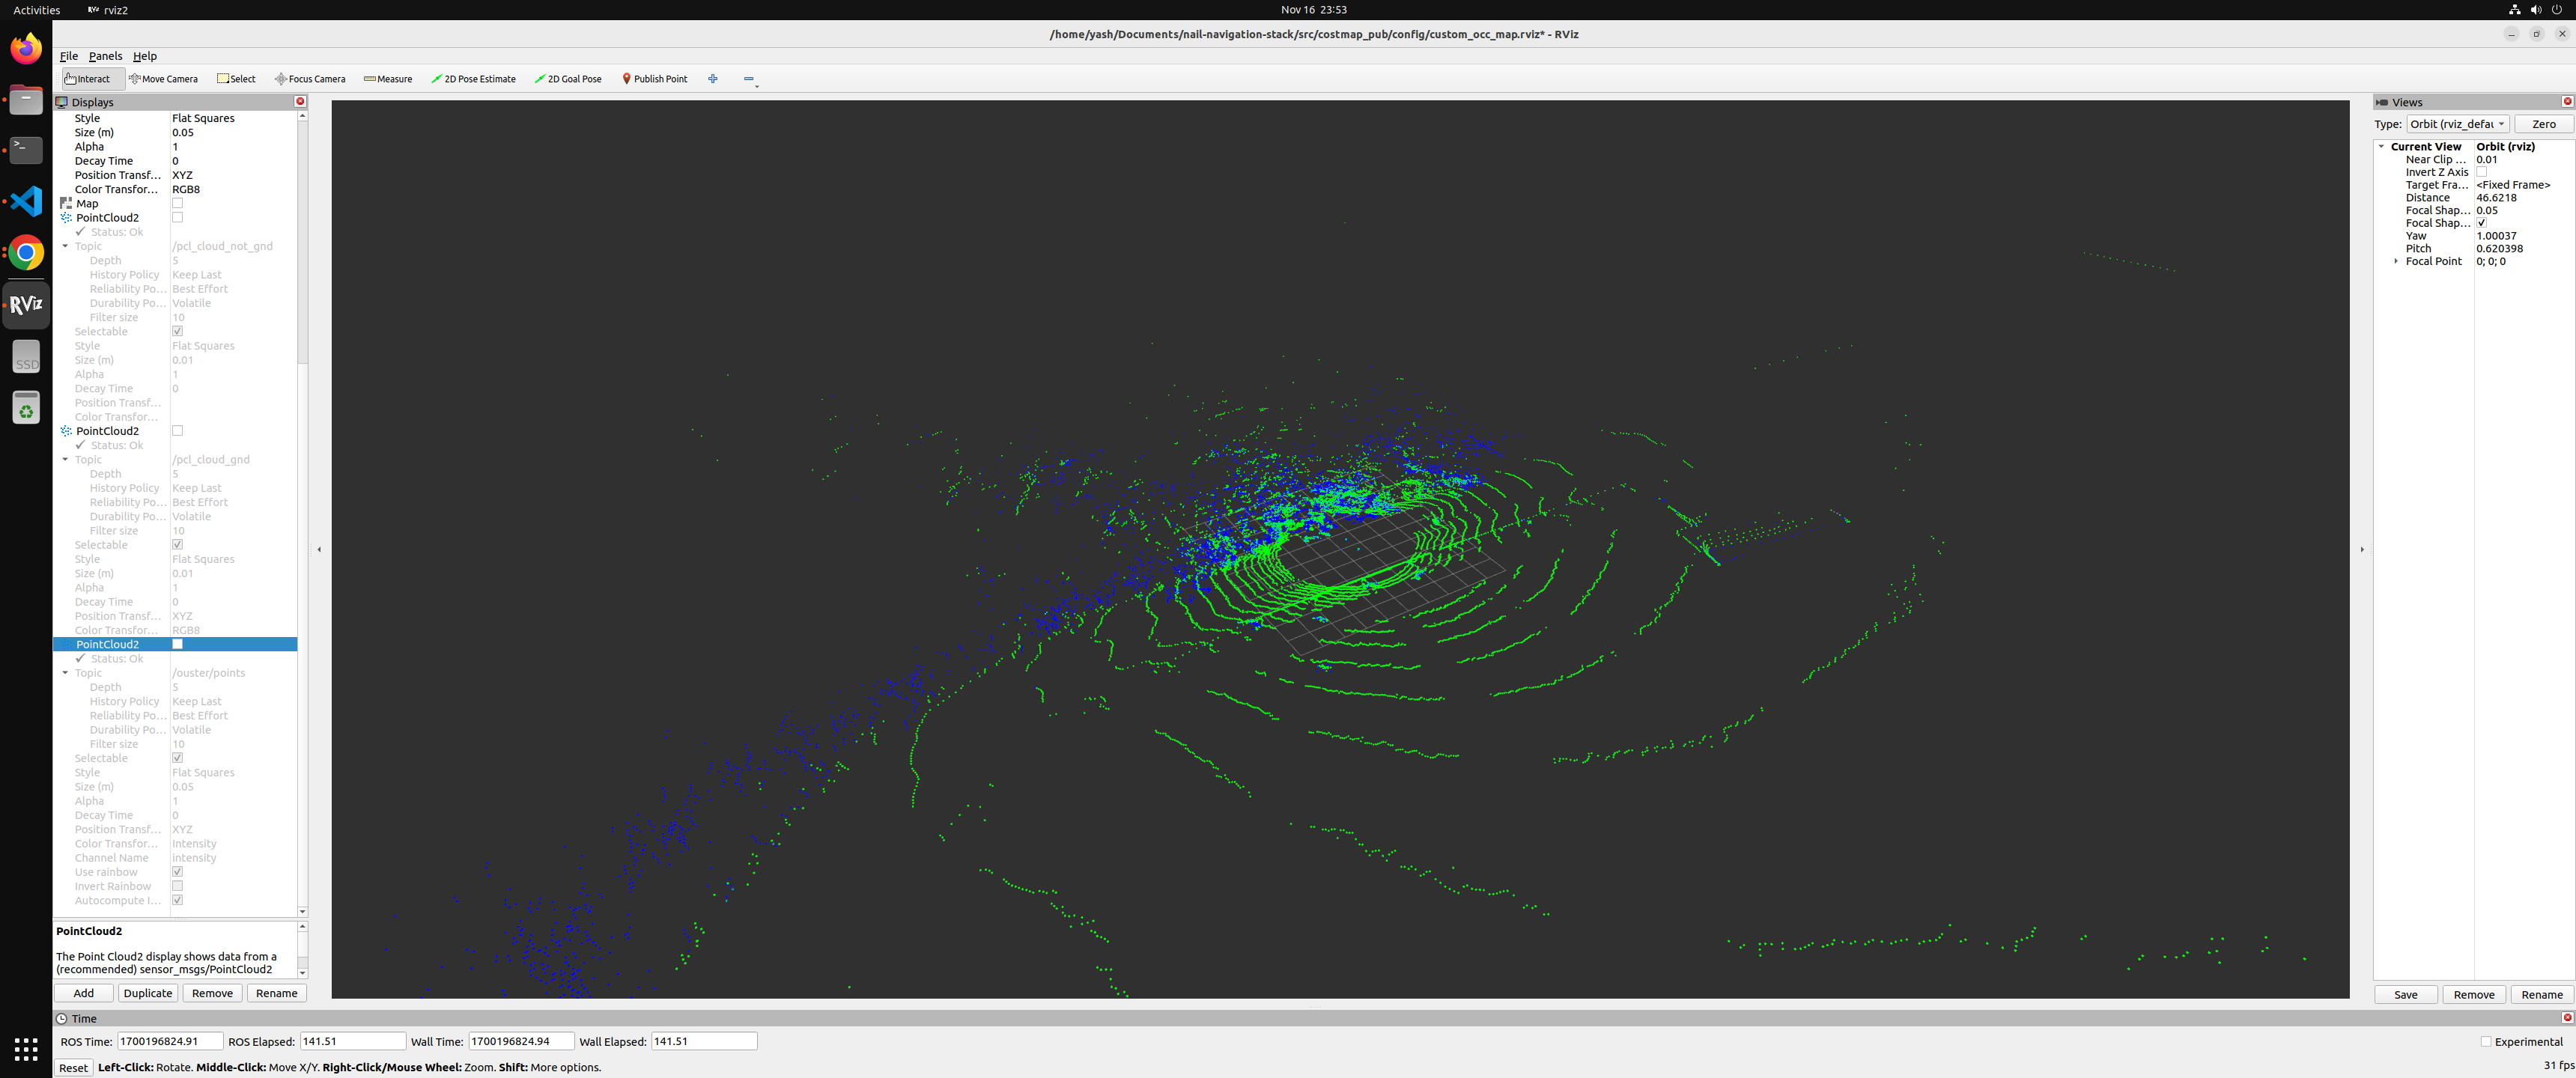 Activities
rviz2
Nov 16 23:53
/home/yash/Documents/nail-navigation-stack/src/costmap_pub/config/custom_occ_map.rviz* - RViz
File Panels Help
Interact Move Camera Select Focus Camera Measure 2D Pose Estimate 2D Goal Pose Publish Point
Displays
Style Flat Squares
Size (m) 0.05
Alpha 1
Decay Time 0
Position Transf... XYZ
Color Transfor... RGB8
Map
PointCloud2
Status: Ok
Topic /pcl_cloud_not_gnd
Depth 5
History Policy Keep Last
Reliability Po... Best Effort
Durability Po... Volatile
Filter size 10
Selectable
Style Flat Squares
Size (m) 0.01
Alpha 1
Decay Time 0
Position Transf...
Color Transfor...
PointCloud2
Status: Ok
Topic /pcl_cloud_gnd
Depth 5
History Policy Keep Last
Reliability Po... Best Effort
Durability Po... Volatile
Filter size 10
Selectable
Style Flat Squares
Size (m) 0.01
Alpha 1
Decay Time 0
Position Transf... XYZ
Color Transfor... RGB8
PointCloud2
Status: Ok
Topic /ouster/points
Depth 5
History Policy Keep Last
Reliability Po... Best Effort
Durability Po... Volatile
Filter size 10
Selectable
Style Flat Squares
Size (m) 0.05
Alpha 1
Decay Time 0
Position Transf... XYZ
Color Transfor... Intensity
Channel Name intensity
Use rainbow
Invert Rainbow
Autocompute I...
PointCloud2
The Point Cloud2 display shows data from a
(recommended) sensor_msgs/PointCloud2
Add Duplicate Remove Rename
Views
Type: Orbit (rviz_defau Zero
Current View Orbit (rviz)
Near Clip ... 0.01
Invert Z Axis
Target Fra... <Fixed Frame>
Distance 46.6218
Focal Shap... 0.05
Focal Shap...
Yaw 1.00037
Pitch 0.620398
Focal Point 0; 0; 0
Save Remove Rename
Time
ROS Time: 1700196824.91 ROS Elapsed: 141.51 Wall Time: 1700196824.94 Wall Elapsed: 141.51
Experimental
Reset Left-Click: Rotate. Middle-Click: Move X/Y. Right-Click/Mouse Wheel: Zoom. Shift: More options.
31 fps
RViz
SSD